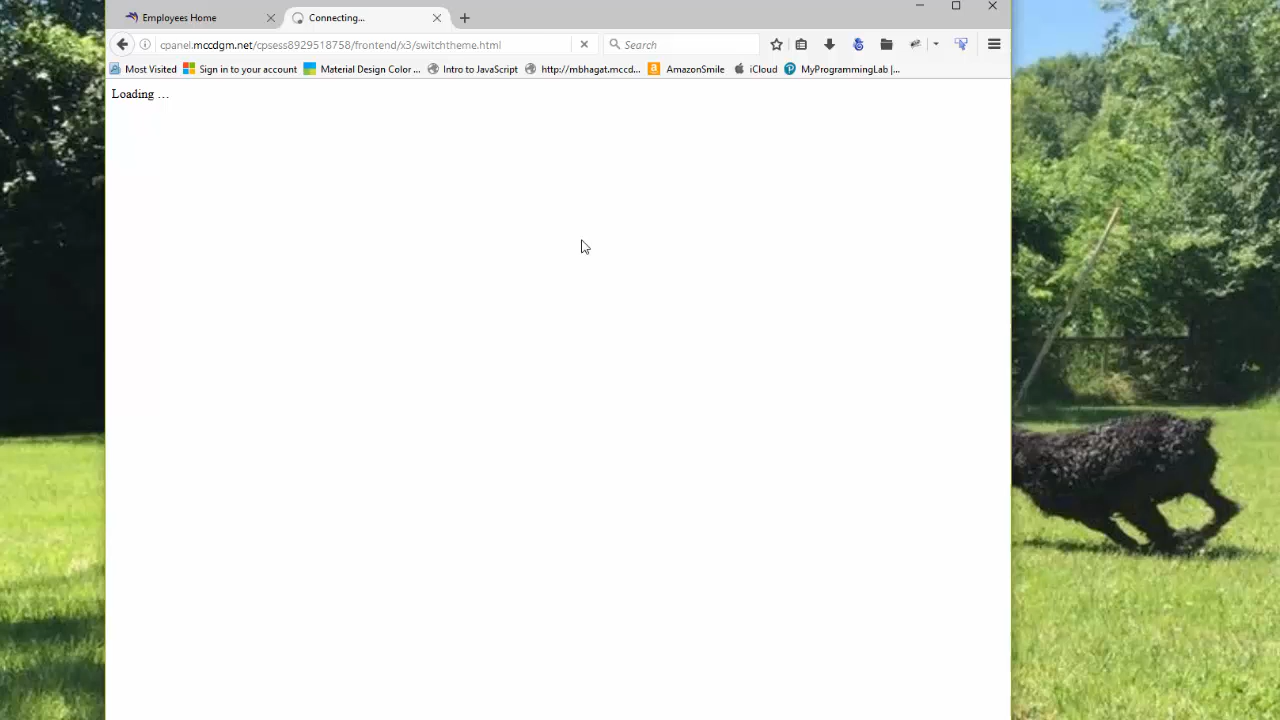 Employees Home
Connecting...
cpanel.mccdgm.net/cpsess8929518758/frontend/x3/switchtheme.html
Search
Most Visited
Sign in to your account
Material Design Color ...
Intro to JavaScript
http://mbhagat.mccd...
AmazonSmile
iCloud
MyProgrammingLab |...
Loading …